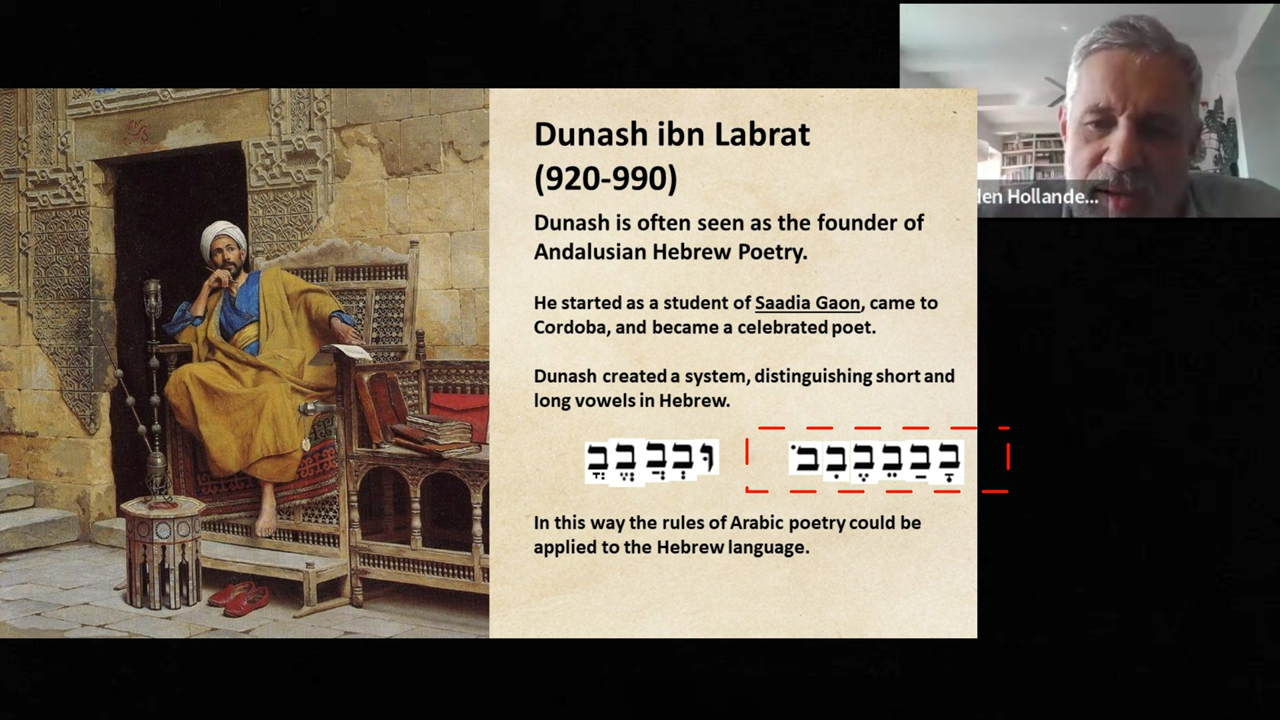 Dunash ibn Labrat
(920-990)
Dunash is often seen as the founder of
Andalusian Hebrew Poetry.
He started as a student of Saadia Gaon, came to
Cordoba, and became a celebrated poet.
Dunash created a system, distinguishing short and
long vowels in Hebrew.
בָבַבֵבֶבִבֹ וּבְבֲבֱבֳ
In this way the rules of Arabic poetry could be
applied to the Hebrew language.
Hollande...